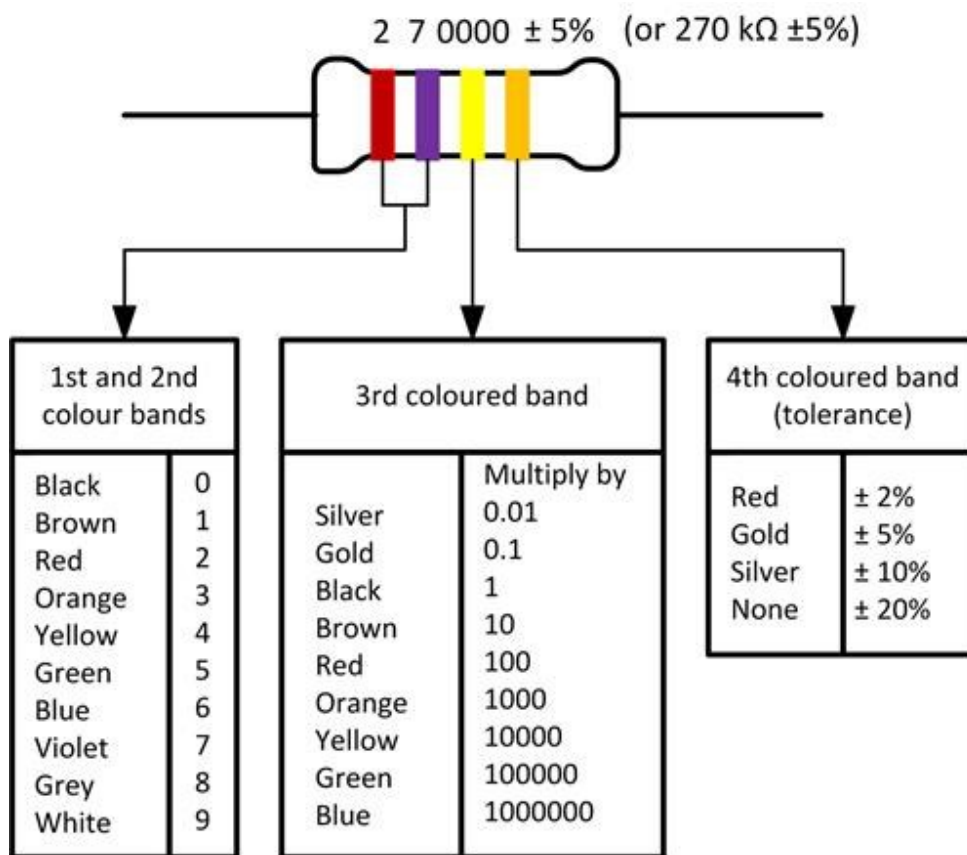 2 7 0000 ± 5% (or 270 kΩ ±5%)
1st and 2nd
colour bands
Black 0
Brown 1
Red 2
Orange 3
Yellow 4
Green 5
Blue 6
Violet 7
Grey 8
White 9
3rd coloured band
Multiply by
Silver 0.01
Gold 0.1
Black 1
Brown 10
Red 100
Orange 1000
Yellow 10000
Green 100000
Blue 1000000
4th coloured band
(tolerance)
Red ± 2%
Gold ± 5%
Silver ± 10%
None ± 20%